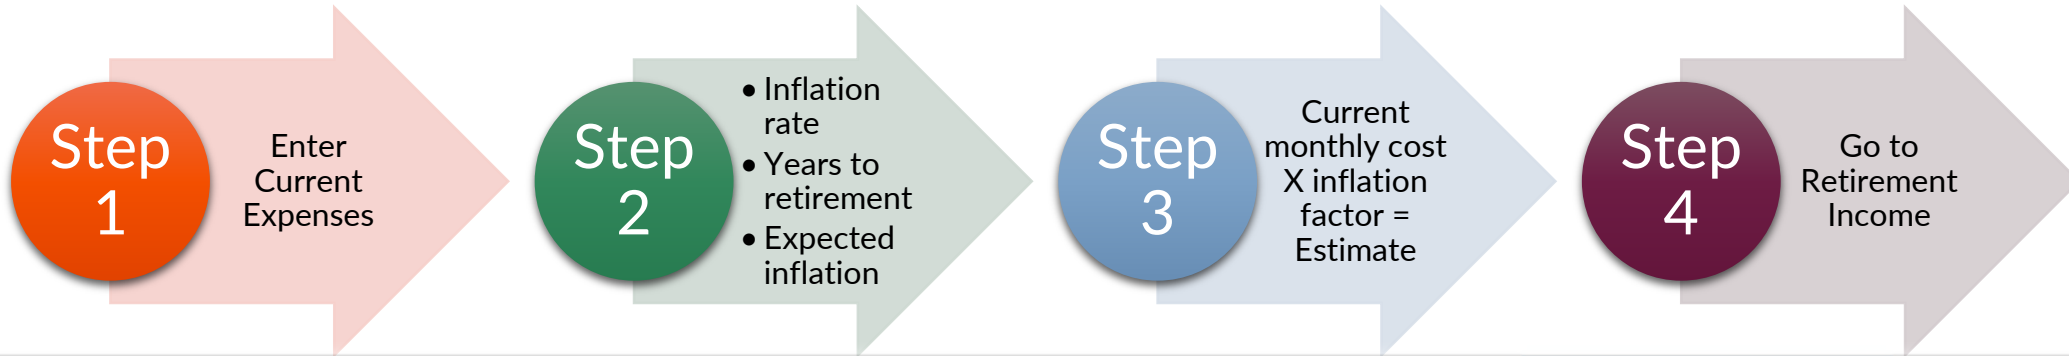 Step
1
Enter
Current
Expenses
Step
2
• Inflation
rate
• Years to
retirement
• Expected
inflation
Step
3
Current
monthly cost
X inflation
factor =
Estimate
Step
4
Go to
Retirement
Income